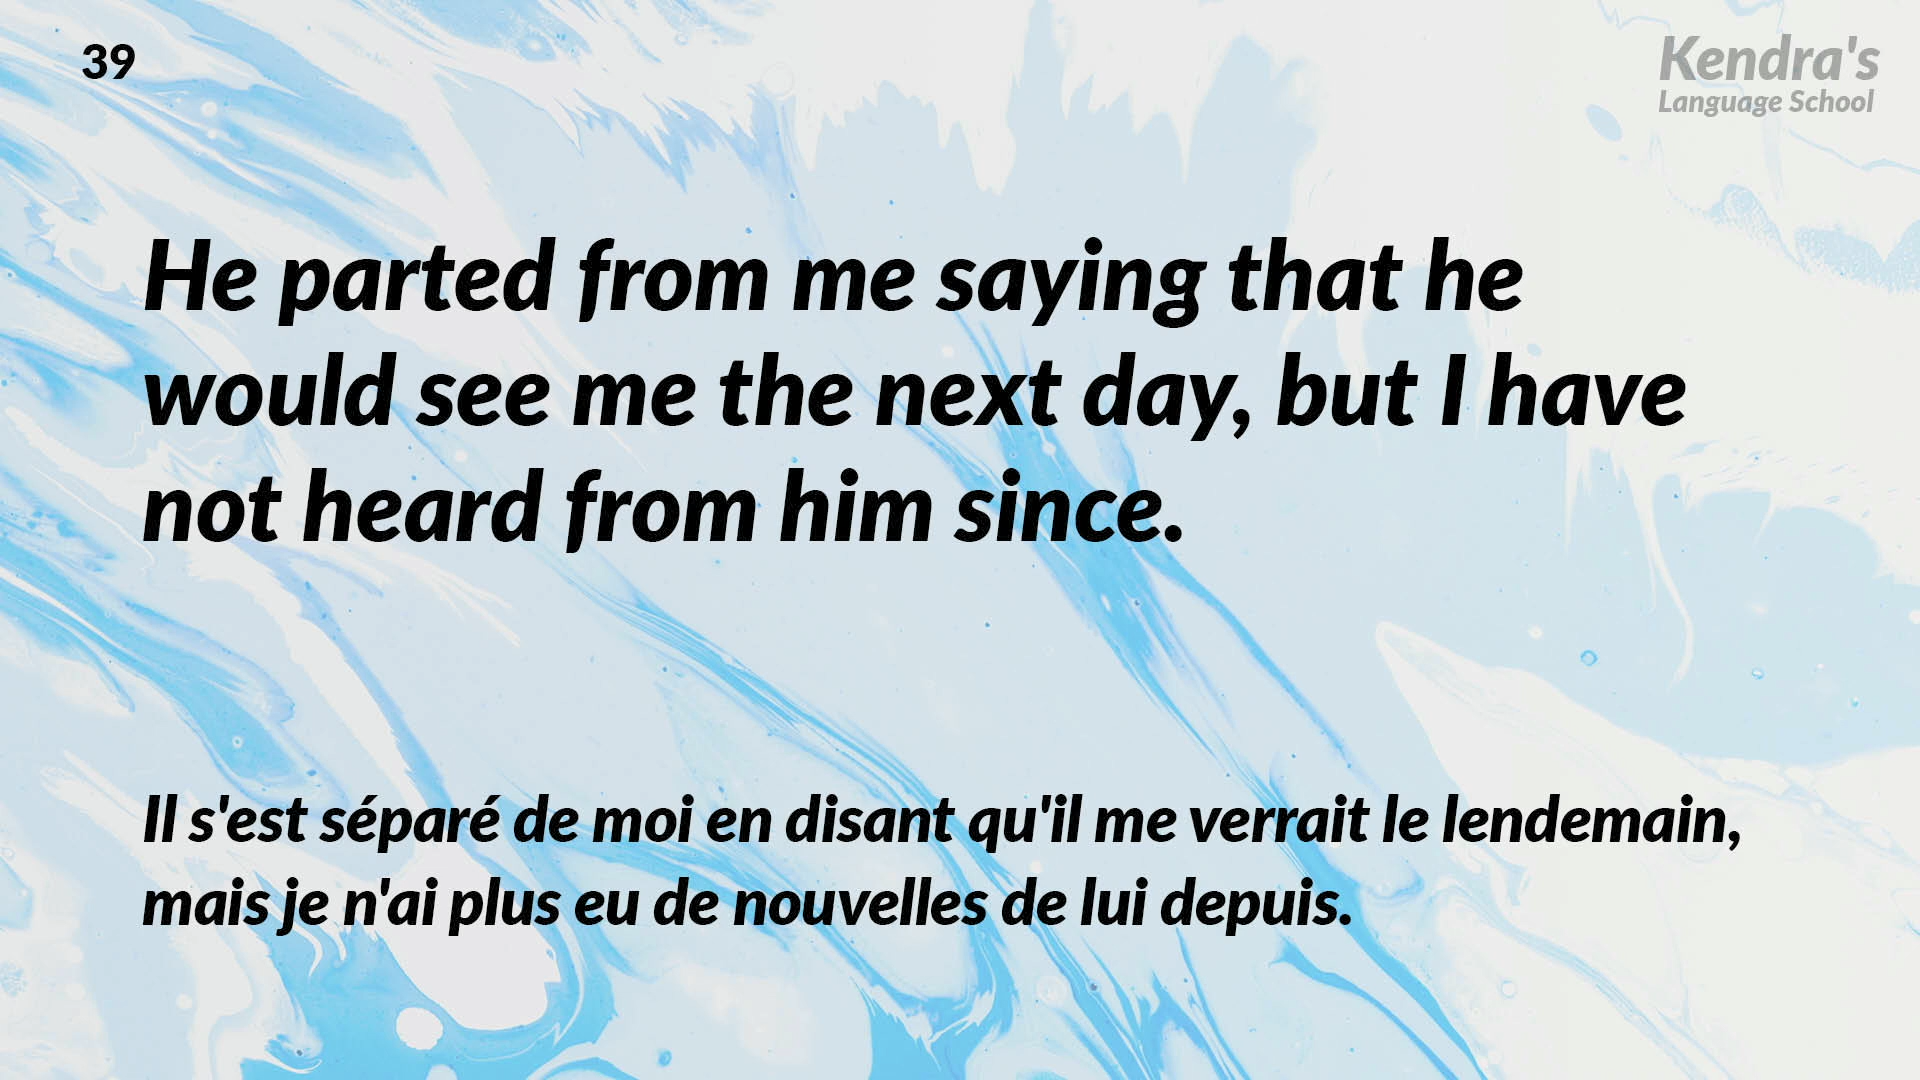 39
Kendra's
Language School
He parted from me saying that he
would see me the next day, but I have
not heard from him since.
Il s'est séparé de moi en disant qu'il me verrait le lendemain,
mais je n'ai plus eu de nouvelles de lui depuis.